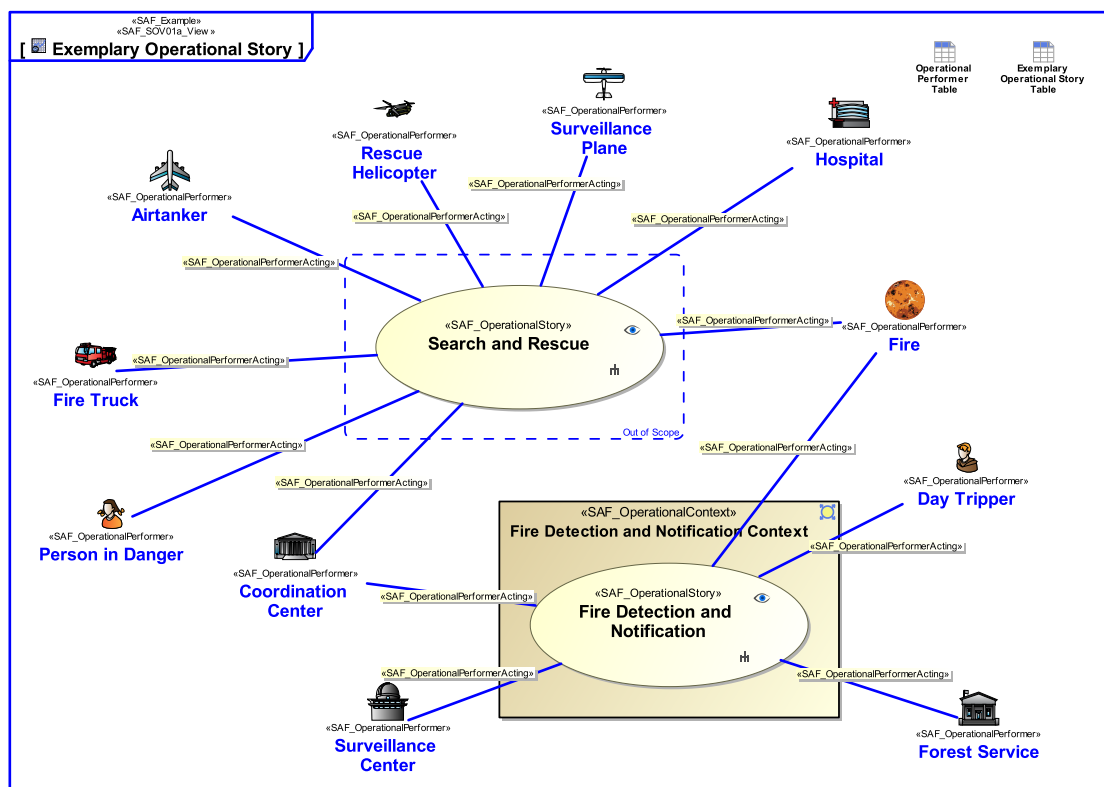 «SAF_Example»
«SAF_SOV01a_View»
[ Exemplary Operational Story ]
Operational
Performer
Table
Exemplary
Operational Story
Table
«SAF_OperationalPerformer»
Surveillance
Plane
«SAF_OperationalPerformer»
Rescue
Helicopter
«SAF_OperationalPerformer»
Hospital
«SAF_OperationalPerformer»
Airtanker
«SAF_OperationalPerformerActing»
«SAF_OperationalPerformerActing»
«SAF_OperationalPerformerActing»
«SAF_OperationalPerformerActing»
«SAF_OperationalPerformerActing»
«SAF_OperationalStory»
Search and Rescue
Out of Scope
«SAF_OperationalPerformerActing»
«SAF_OperationalPerformer»
Fire
«SAF_OperationalPerformerActing»
«SAF_OperationalPerformer»
Fire Truck
«SAF_OperationalPerformerActing»
«SAF_OperationalPerformerActing»
«SAF_OperationalPerformerActing»
«SAF_OperationalPerformer»
Day Tripper
«SAF_OperationalPerformerActing»
«SAF_OperationalPerformer»
Person in Danger
«SAF_OperationalContext»
Fire Detection and Notification Context
«SAF_OperationalPerformer»
Coordination
Center
«SAF_OperationalPerformerActing»
«SAF_OperationalStory»
Fire Detection and
Notification
«SAF_OperationalPerformerActing»
«SAF_OperationalPerformerActing»
«SAF_OperationalPerformer»
Surveillance
Center
«SAF_OperationalPerformer»
Forest Service